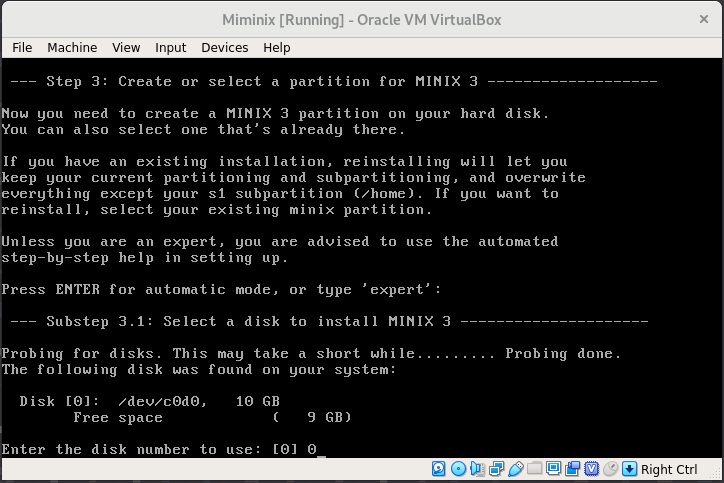 Miminix [Running] - Oracle VM VirtualBox
File Machine View Input Devices Help
--- Step 3: Create or select a partition for MINIX 3 -------------------
Now you need to create a MINIX 3 partition on your hard disk.
You can also select one that's already there.
If you have an existing installation, reinstalling will let you
keep your current partitioning and subpartitioning, and overwrite
everything except your s1 subpartition (/home). If you want to
reinstall, select your existing minix partition.
Unless you are an expert, you are advised to use the automated
step-by-step help in setting up.
Press ENTER for automatic mode, or type 'expert':
--- Substep 3.1: Select a disk to install MINIX 3 ---------------------
Probing for disks. This may take a short while......... Probing done.
The following disk was found on your system:
Disk [0]: /dev/c0d0, 10 GB
Free space ( 9 GB)
Enter the disk number to use: [0] 0_
Right Ctrl